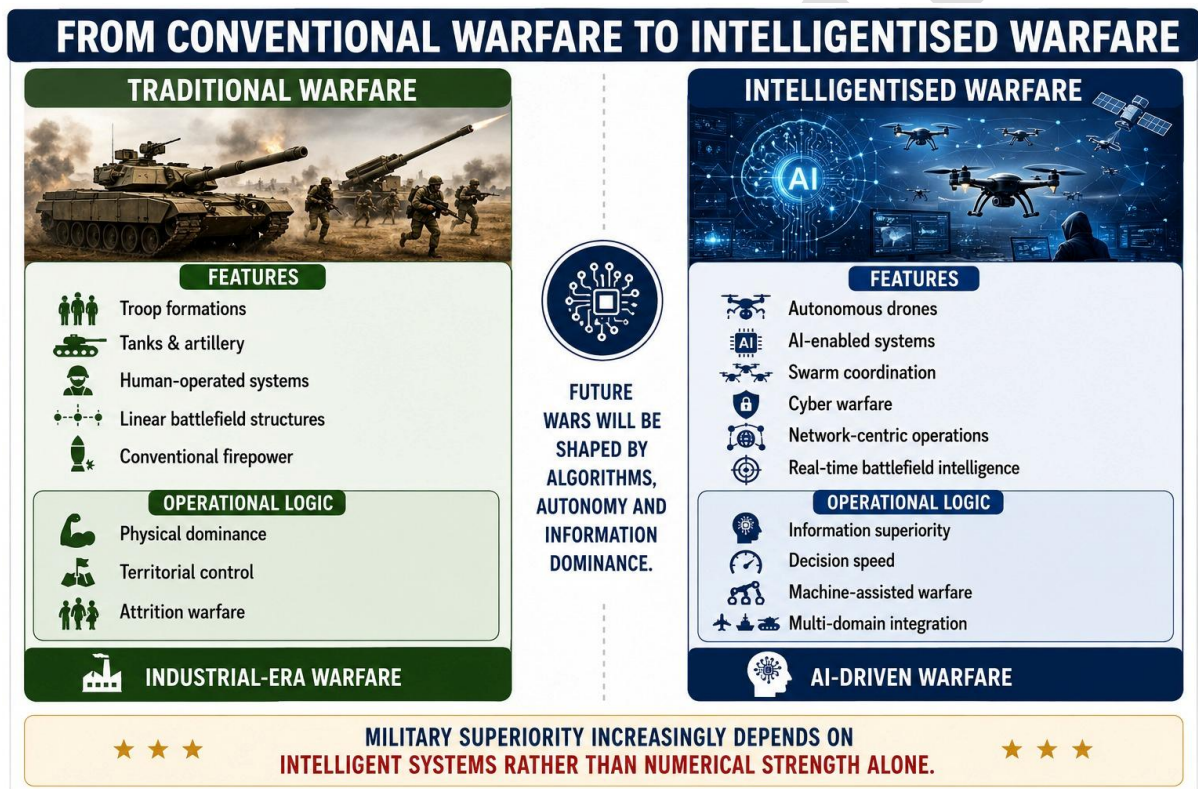 FROM CONVENTIONAL WARFARE TO INTELLIGENTISED WARFARE
TRADITIONAL WARFARE
FEATURES
Troop formations
Tanks & artillery
Human-operated systems
Linear battlefield structures
Conventional firepower
OPERATIONAL LOGIC
Physical dominance
Territorial control
Attrition warfare
INDUSTRIAL-ERA WARFARE
FUTURE
WARS WILL BE
SHAPED BY
ALGORITHMS,
AUTONOMY AND
INFORMATION
DOMINANCE.
INTELLIGENTISED WARFARE
AI
FEATURES
Autonomous drones
AI
AI-enabled systems
Swarm coordination
Cyber warfare
Network-centric operations
Real-time battlefield intelligence
OPERATIONAL LOGIC
Information superiority
Decision speed
Machine-assisted warfare
Multi-domain integration
AI-DRIVEN WARFARE
MILITARY SUPERIORITY INCREASINGLY DEPENDS ON
INTELLIGENT SYSTEMS RATHER THAN NUMERICAL STRENGTH ALONE.